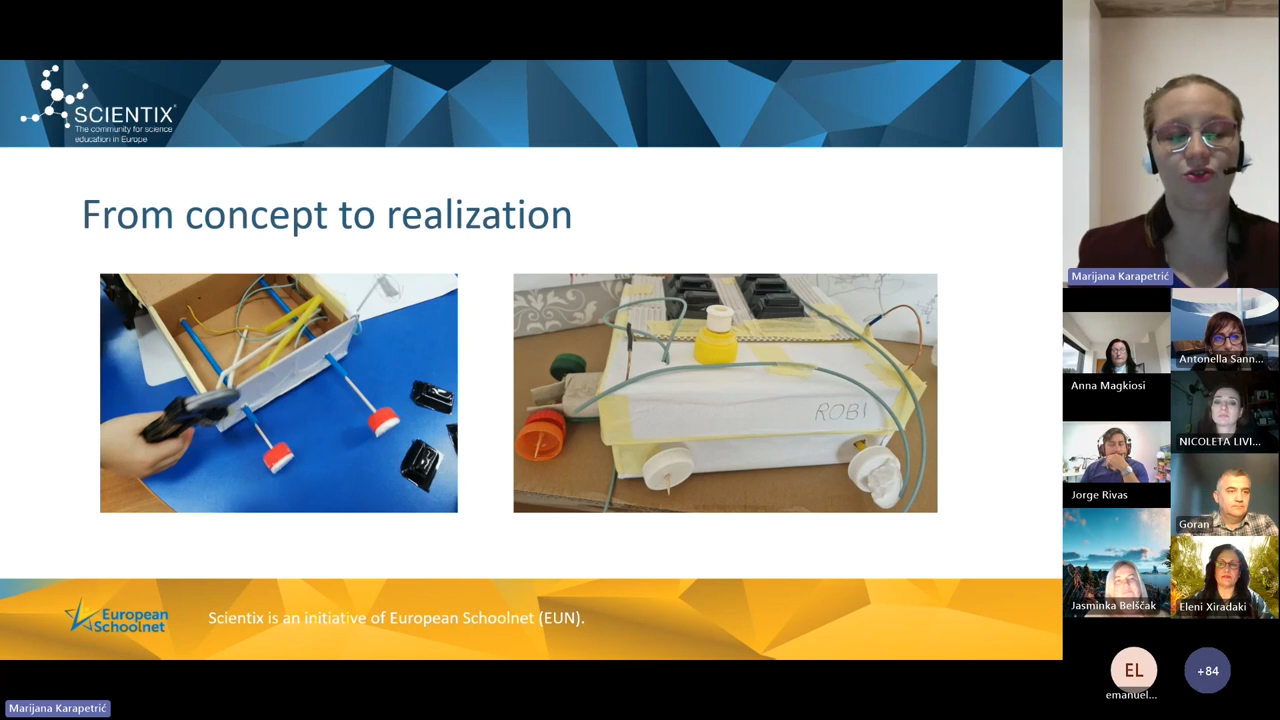 SCIENTIX®
The community for science
education in Europe
From concept to realization
ROBI
European
Schoolnet
Scientix is an initiative of European Schoolnet (EUN).
Marijana Karapetrić
Marijana Karapetrić
Anna Magkiosi
Antonella Sann...
NICOLETA LIVI...
Jorge Rivas
Goran
Jasminka Belščak
Eleni Xiradaki
EL
emanuel...
+84